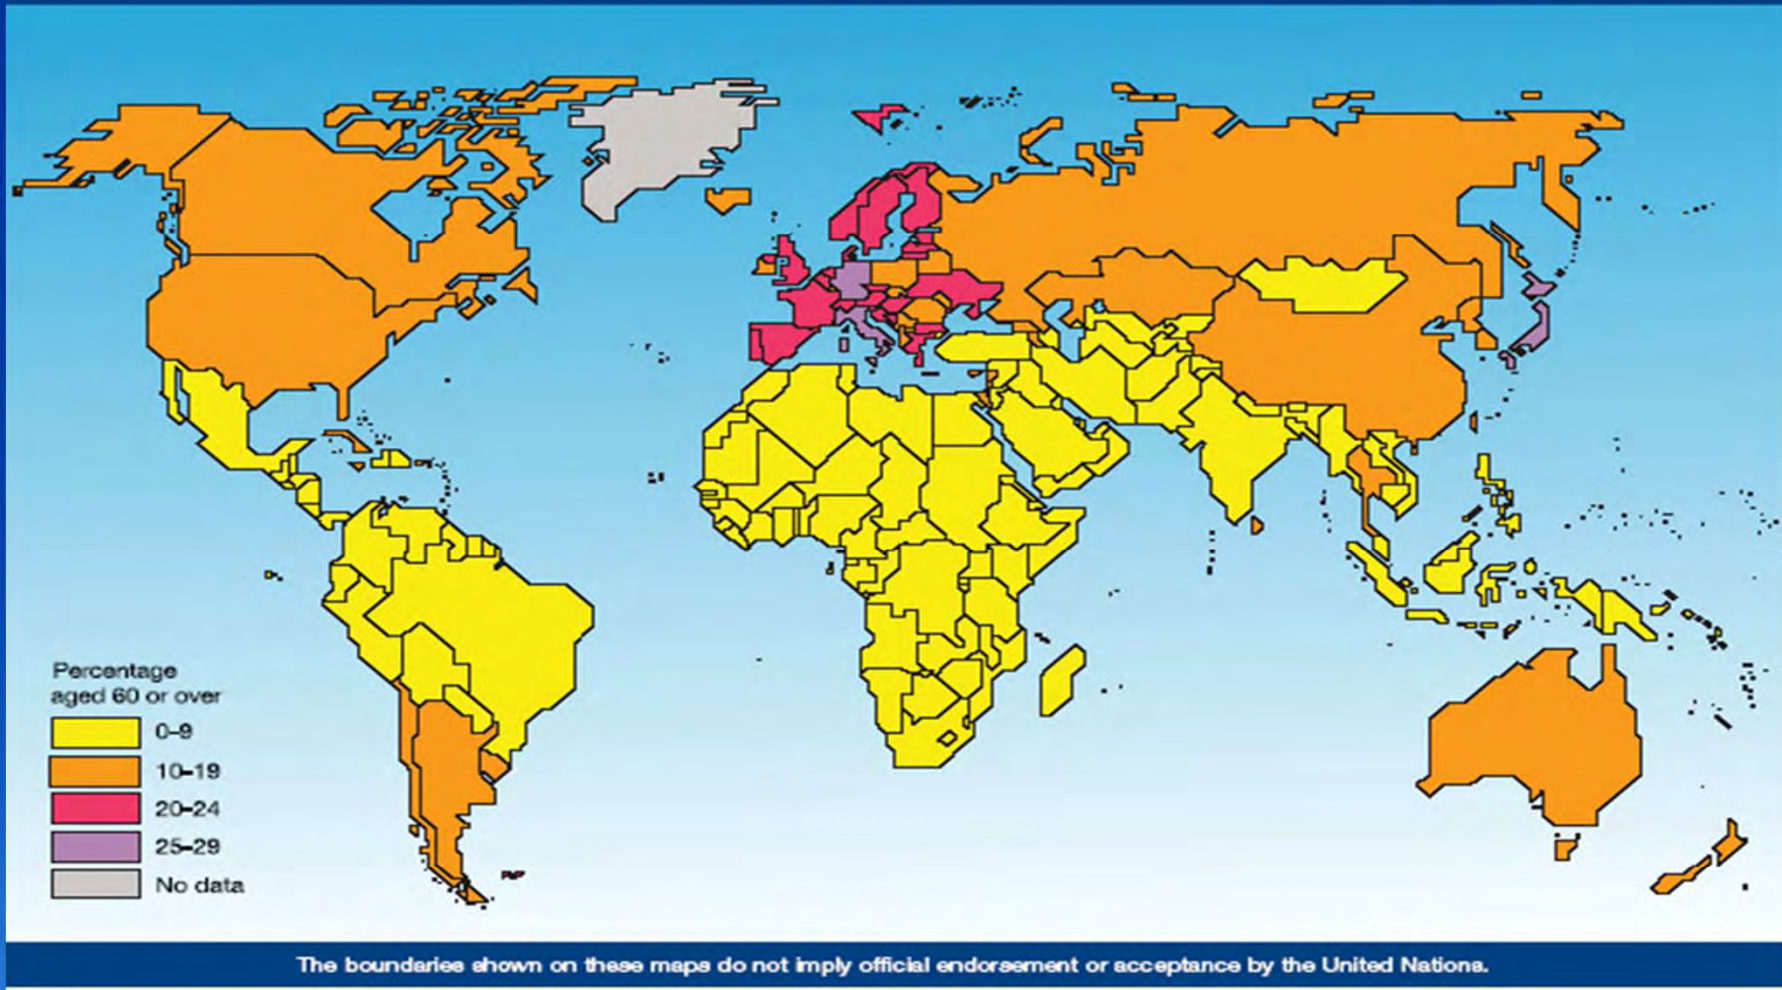 Percentage
aged 60 or over
0–9
10–19
20–24
25–29
No data
The boundaries shown on these maps do not imply official endorsement or acceptance by the United Nations.